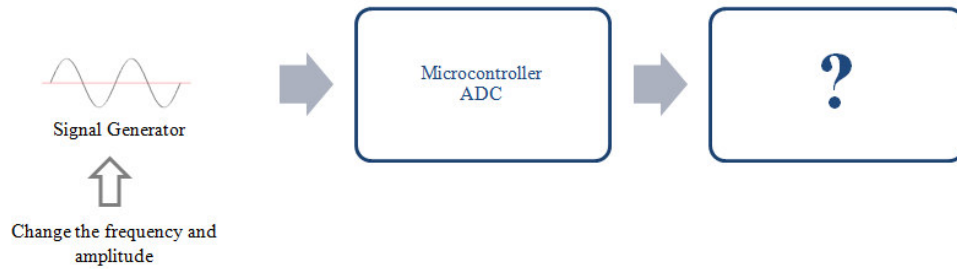 Microcontroller
ADC
?
Signal Generator
Change the frequency and
amplitude